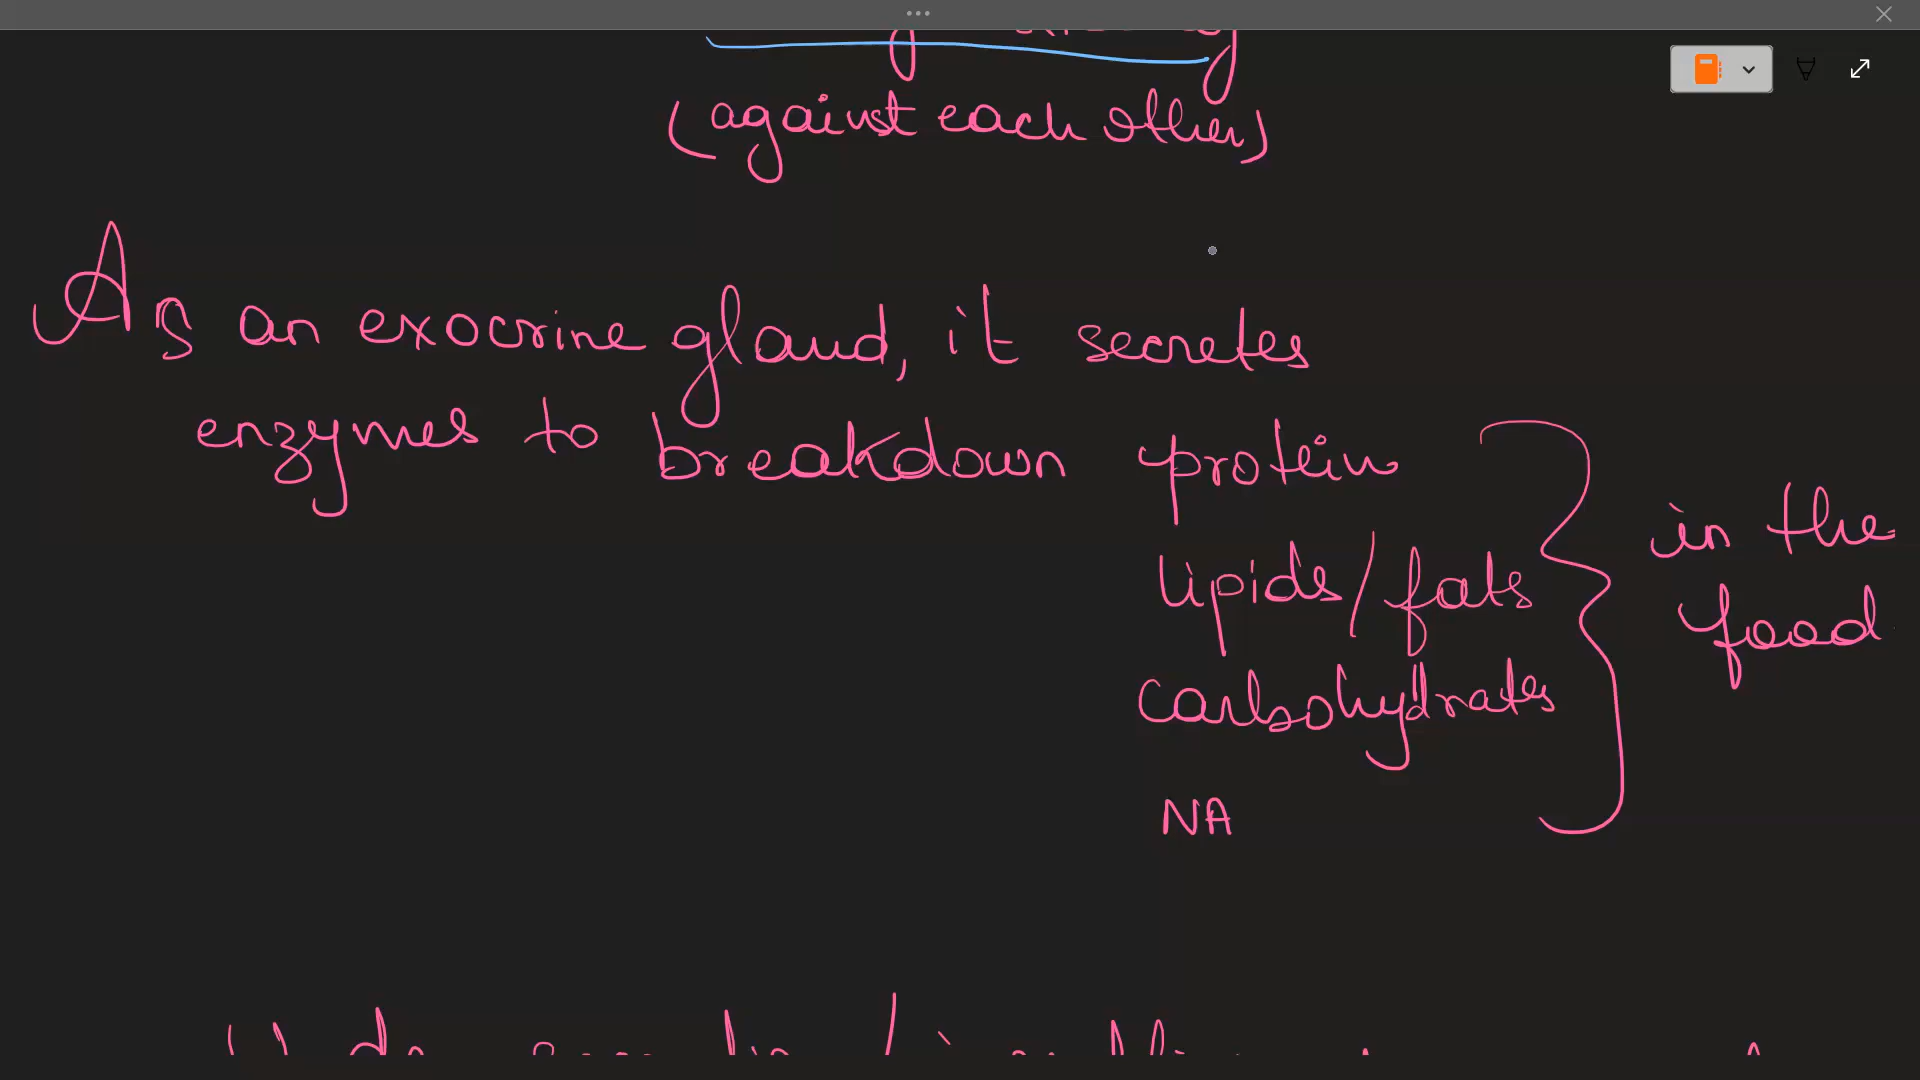 (against each other)
As an exocrine gland, it secretes
enzymes to breakdown protein
lipids/fats
carbohydrates
NA
in the
food